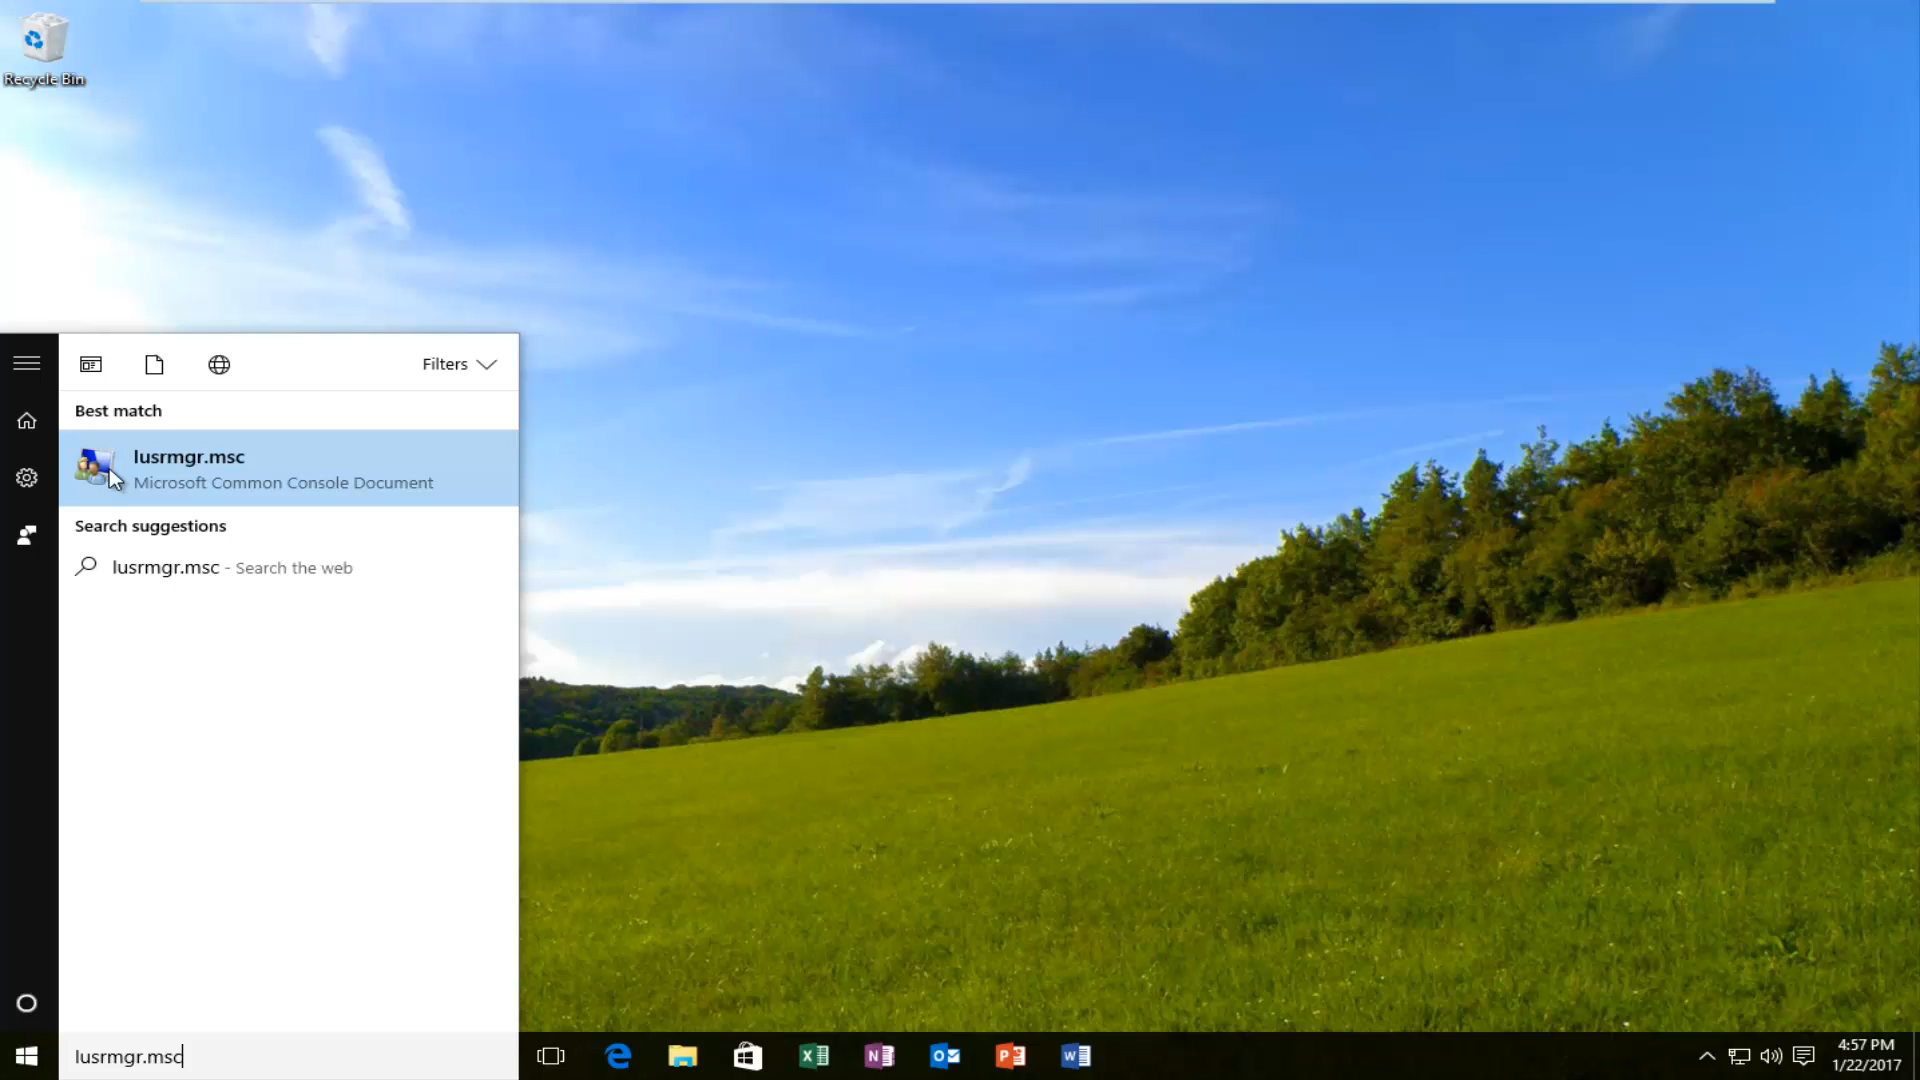 Recycle Bin
Filters
Best match
lusrmgr.msc
Microsoft Common Console Document
Search suggestions
lusrmgr.msc - Search the web
lusrmgr.msc
4:57 PM
1/22/2017